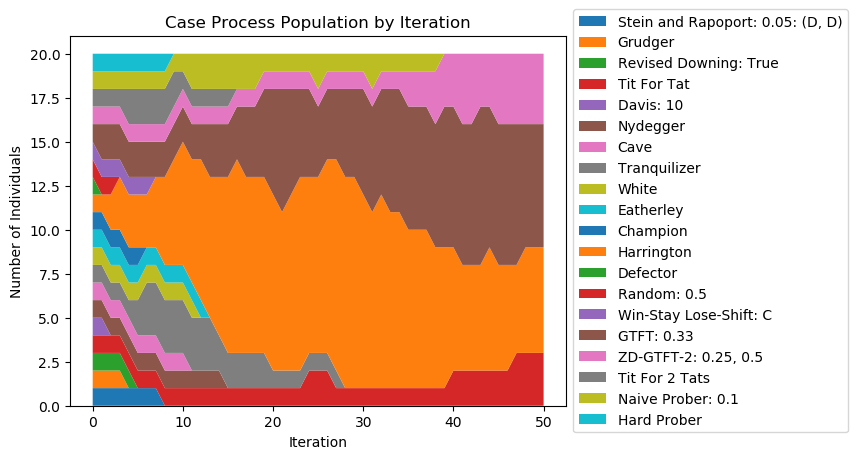 Case Process Population by Iteration
Number of Individuals
20.0
17.5
15.0
12.5
10.0
7.5
5.0
2.5
0.0
0
10
20
30
40
50
Iteration
Stein and Rapoport: 0.05: (D, D)
Grudger
Revised Downing: True
Tit For Tat
Davis: 10
Nydegger
Cave
Tranquilizer
White
Eatherley
Champion
Harrington
Defector
Random: 0.5
Win-Stay Lose-Shift: C
GTFT: 0.33
ZD-GTFT-2: 0.25, 0.5
Tit For 2 Tats
Naive Prober: 0.1
Hard Prober